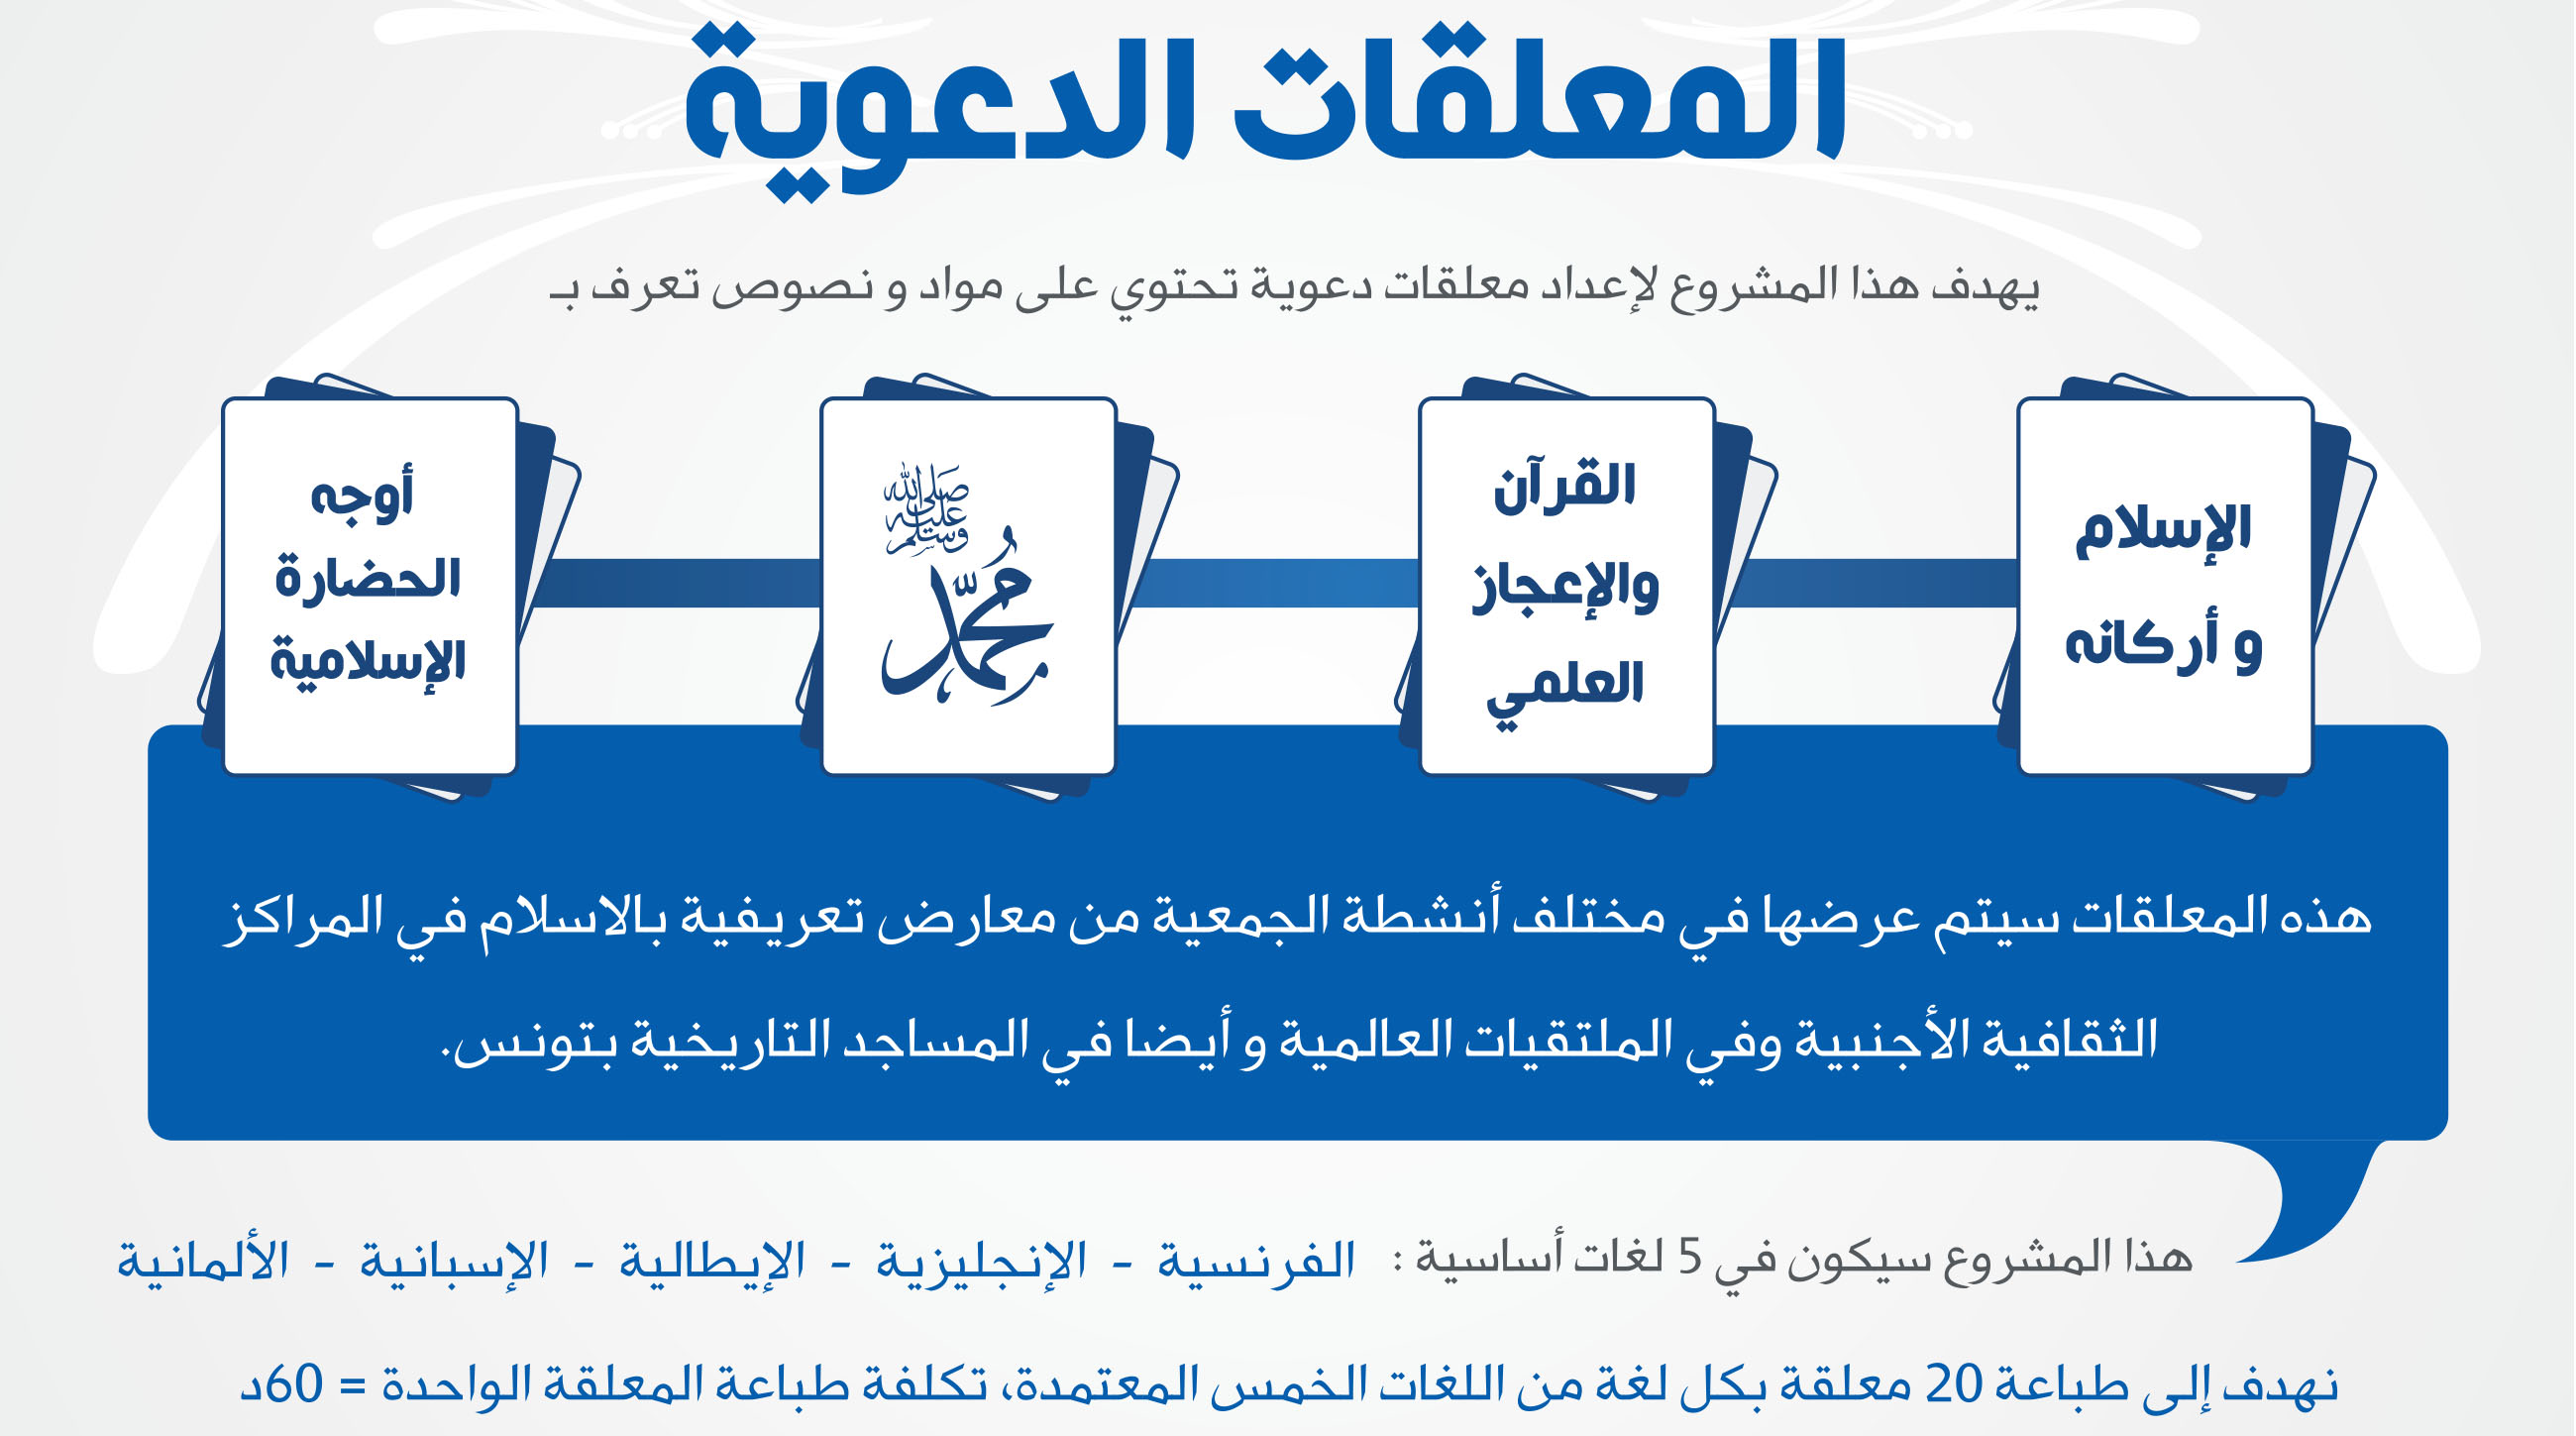 المعلقات الدعوية
يهدف هذا المشروع لإعداد معلقات دعوية تحتوي على مواد و نصوص تعرف بـ
الإسلام
و أركانه
القرآن
والإعجاز
العلمي
صلى الله
عليه
وسلم
محمد
أوجه
الحضارة
الإسلامية
هذه المعلقات سيتم عرضها في مختلف أنشطة الجمعية من معارض تعريفية بالاسلام في المراكز
الثقافية الأجنبية وفي الملتقيات العالمية و أيضا في المساجد التاريخية بتونس.
هذا المشروع سيكون في 5 لغات أساسية : الفرنسية - الإنجليزية - الإيطالية - الإسبانية - الألمانية
نهدف إلى طباعة 20 معلقة بكل لغة من اللغات الخمس المعتمدة، تكلفة طباعة المعلقة الواحدة = 60د